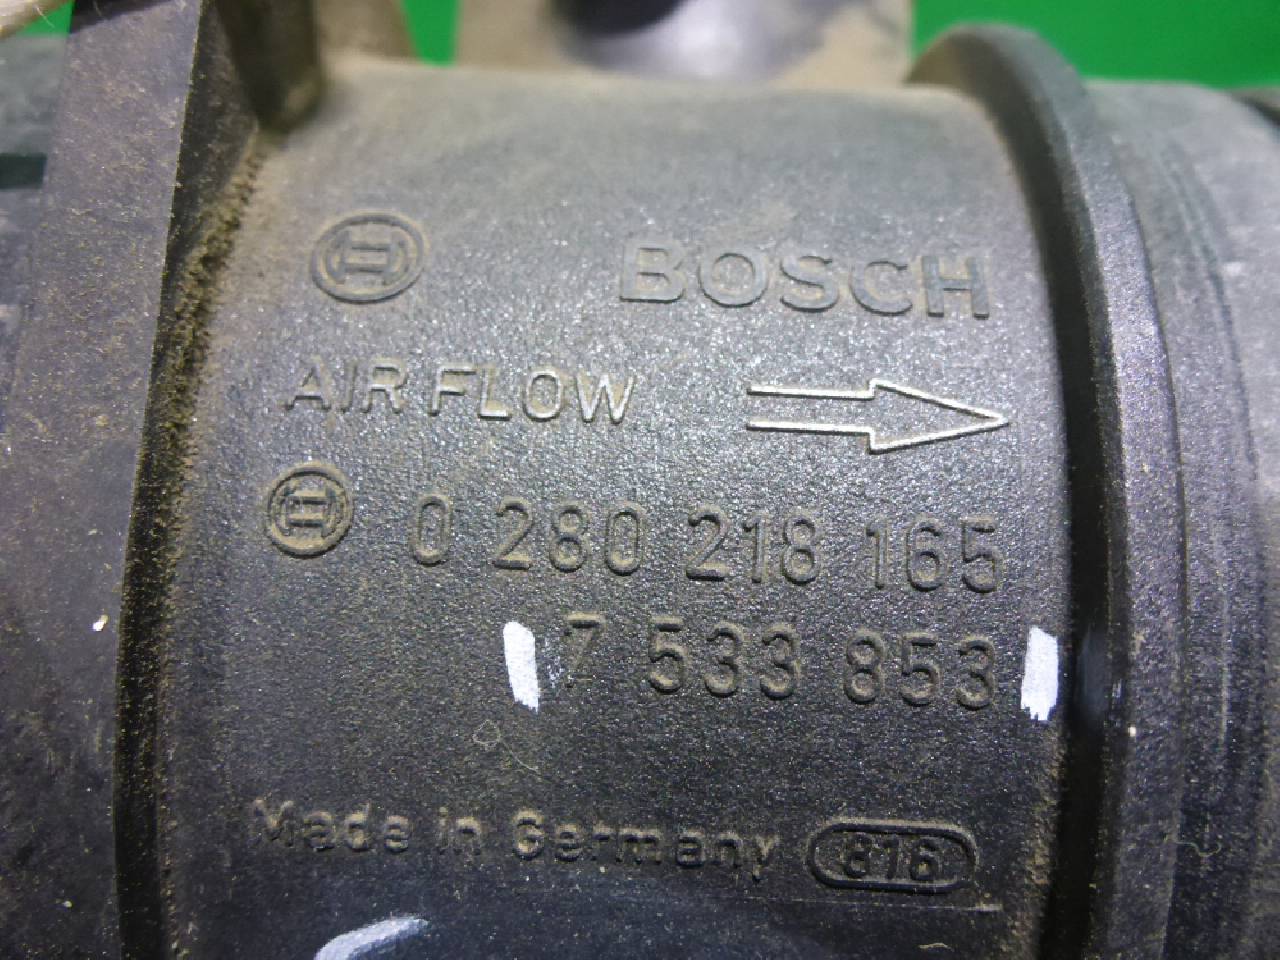 BOSCH
AIR FLOW
0 280 218 165
7 533 853
Made in Germany 816